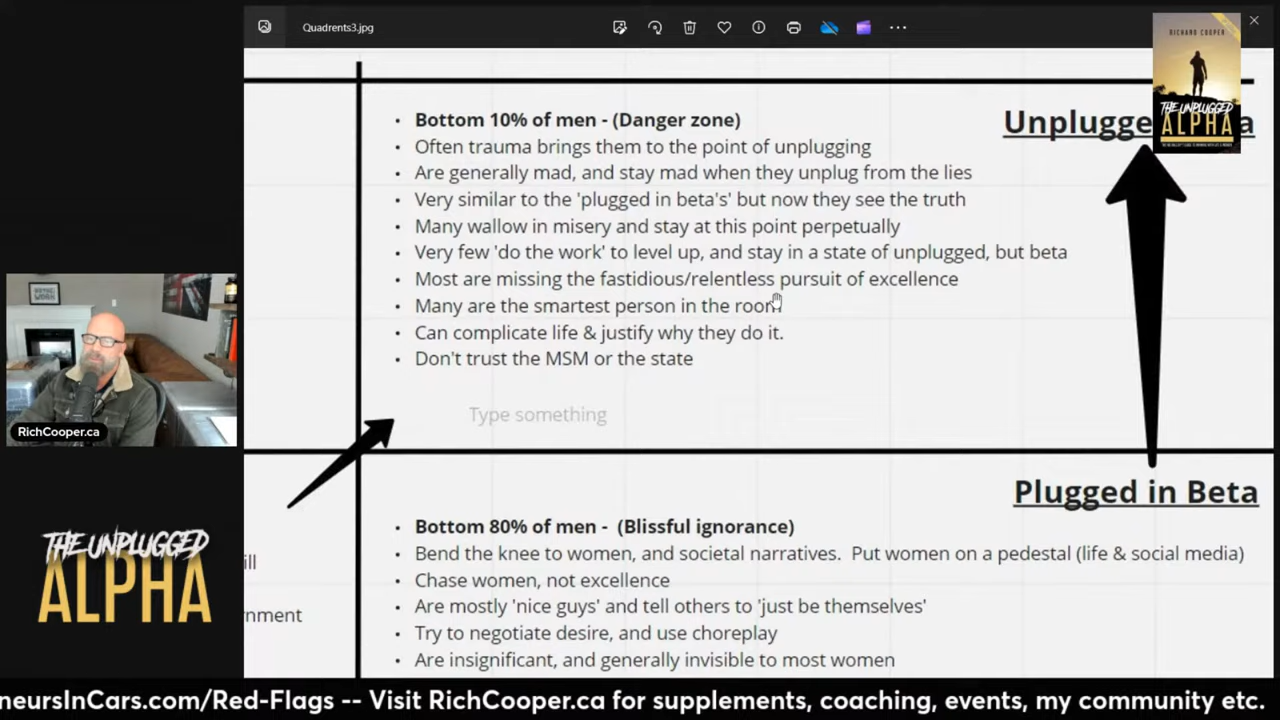 Quadrents3.jpg
RICHARD COOPER
THE UNPLUGGED
ALPHA
Bottom 10% of men - (Danger zone)
Often trauma brings them to the point of unplugging
Are generally mad, and stay mad when they unplug from the lies
Very similar to the 'plugged in beta's' but now they see the truth
Many wallow in misery and stay at this point perpetually
Very few 'do the work' to level up, and stay in a state of unplugged, but beta
Most are missing the fastidious/relentless pursuit of excellence
Many are the smartest person in the room
Can complicate life & justify why they do it.
Don't trust the MSM or the state
Type something
Unplugge a
RichCooper.ca
Plugged in Beta
Bottom 80% of men - (Blissful ignorance)
Bend the knee to women, and societal narratives. Put women on a pedestal (life & social media)
Chase women, not excellence
Are mostly 'nice guys' and tell others to 'just be themselves'
Try to negotiate desire, and use choreplay
Are insignificant, and generally invisible to most women
ill
nment
THE UNPLUGGED
ALPHA
neursInCars.com/Red-Flags -- Visit RichCooper.ca for supplements, coaching, events, my community etc.